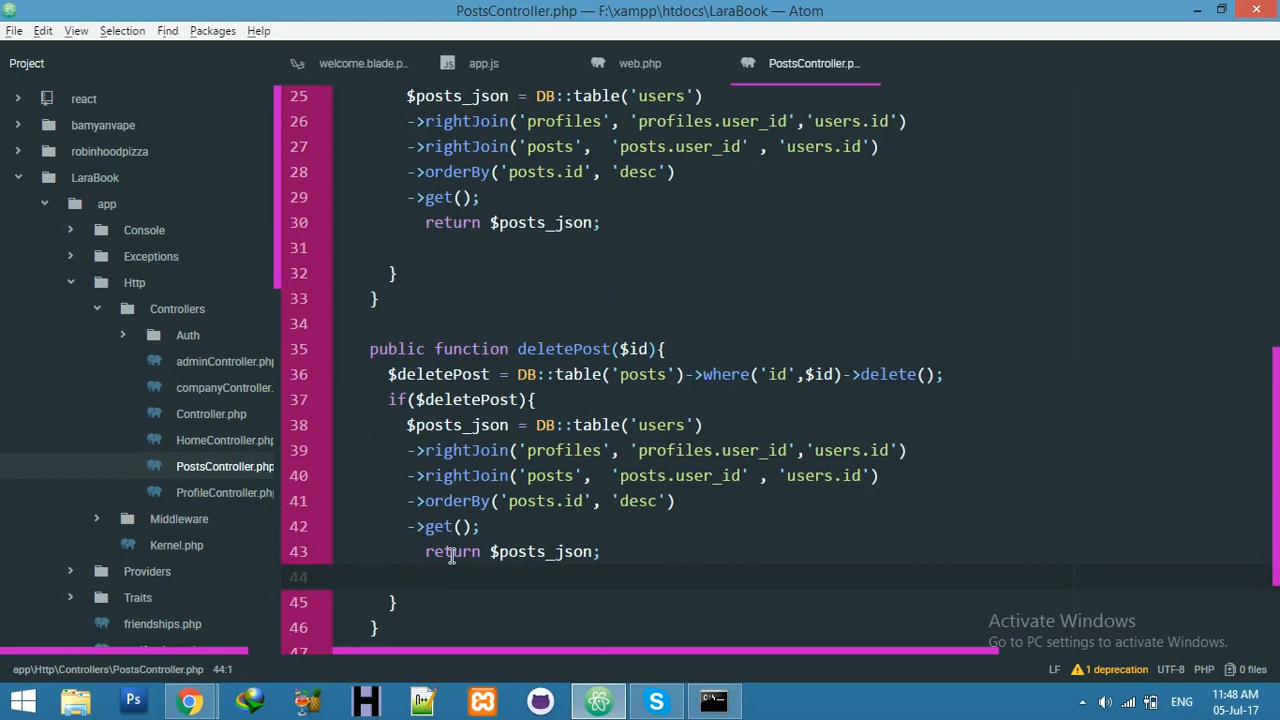 PostsController.php — F:\xampp\htdocs\LaraBook — Atom
File Edit View Selection Find Packages Help
Project
welcome.blade.p...
app.js
web.php
PostsController.p...
react
bamyanvape
robinhoodpizza
LaraBook
app
Console
Exceptions
Http
Controllers
Auth
adminController.php
companyController.
Controller.php
HomeController.php
PostsController.php
ProfileController.php
Middleware
Kernel.php
Providers
Traits
friendships.php
25 $posts_json = DB::table('users')
26 ->rightJoin('profiles', 'profiles.user_id','users.id')
27 ->rightJoin('posts', 'posts.user_id' , 'users.id')
28 ->orderBy('posts.id', 'desc')
29 ->get();
30 return $posts_json;
31
32 }
33 }
34
35 public function deletePost($id){
36 $deletePost = DB::table('posts')->where('id',$id)->delete();
37 if($deletePost){
38 $posts_json = DB::table('users')
39 ->rightJoin('profiles', 'profiles.user_id','users.id')
40 ->rightJoin('posts', 'posts.user_id' , 'users.id')
41 ->orderBy('posts.id', 'desc')
42 ->get();
43 return $posts_json;
44
45 }
46 }
47
Activate Windows
Go to PC settings to activate Windows.
app\Http\Controllers\PostsController.php 44:1
LF 1 deprecation UTF-8 PHP 0 files
Ps
ENG
11:48 AM
05-Jul-17